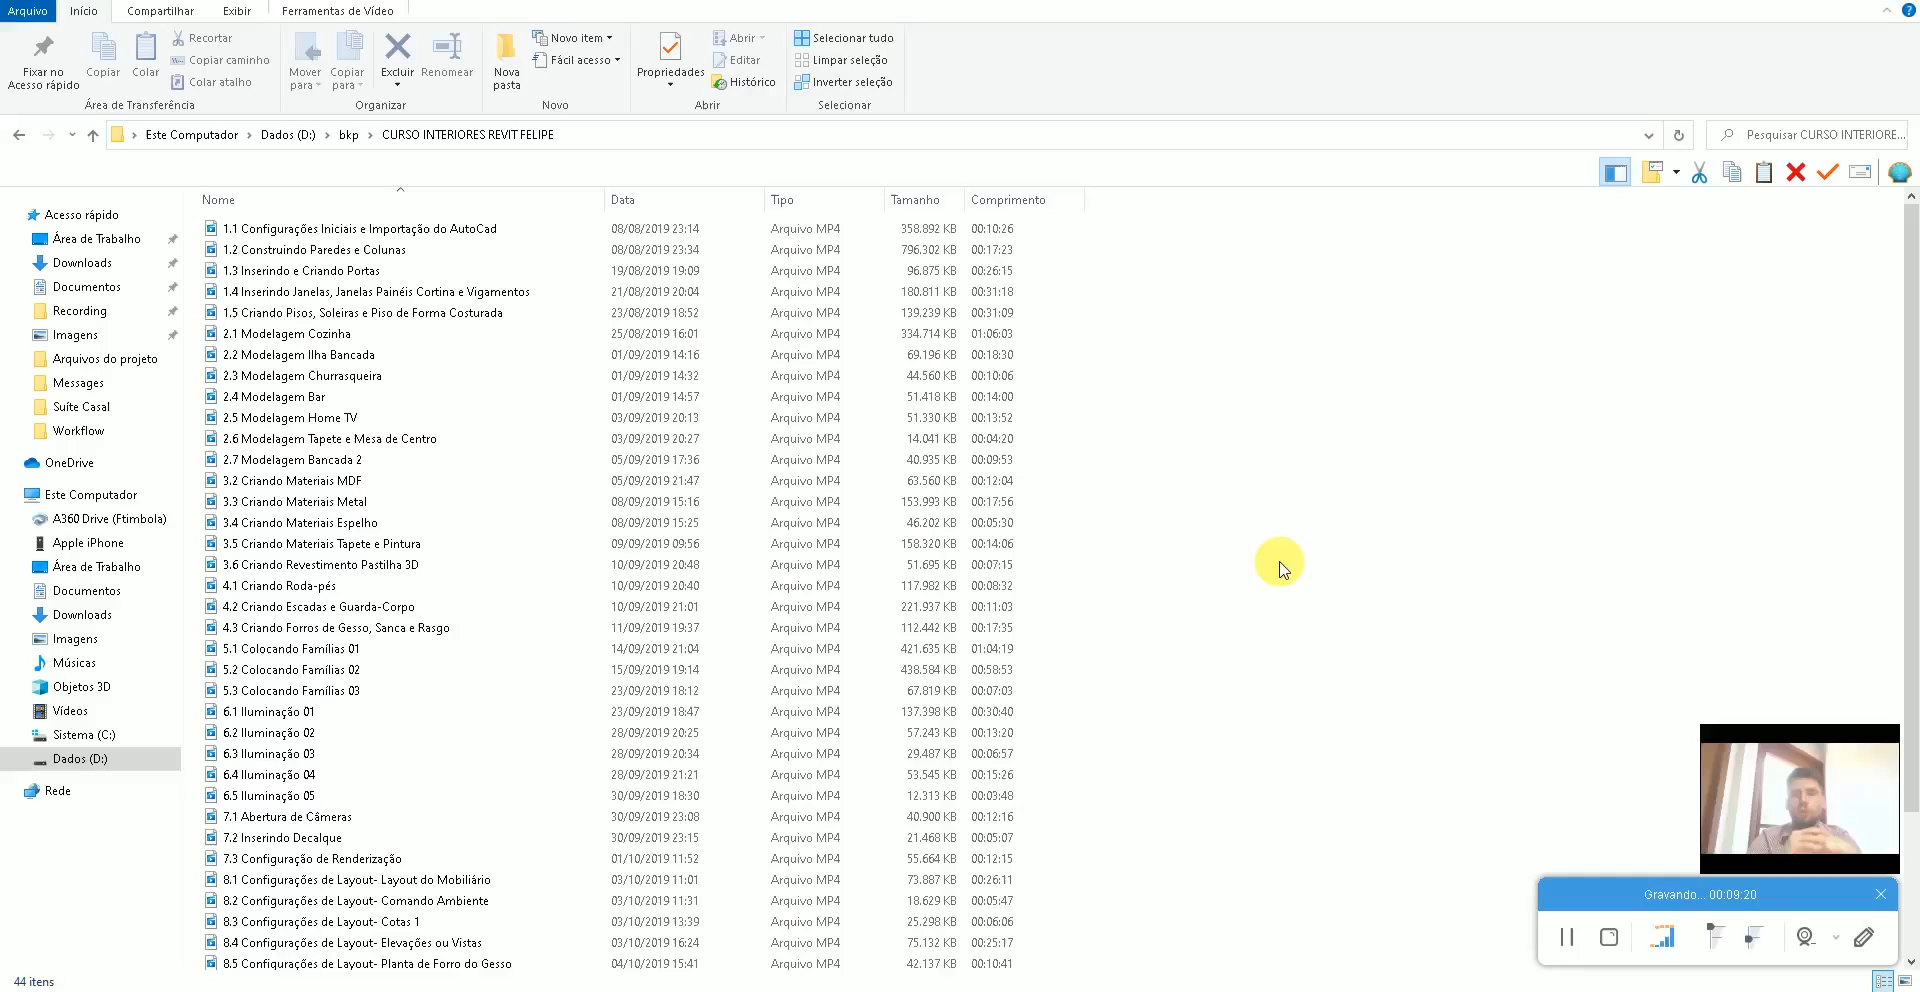 Arquivo Início Compartilhar Exibir Ferramentas de Vídeo
Fixar no Acesso rápido
Copiar
Colar
Recortar
Copiar caminho
Colar atalho
Área de Transferência
Mover para
Copiar para
Excluir
Renomear
Organizar
Nova pasta
Novo item
Fácil acesso
Novo
Propriedades
Abrir
Editar
Histórico
Abrir
Selecionar tudo
Limpar seleção
Inverter seleção
Selecionar
Este Computador > Dados (D:) > bkp > CURSO INTERIORES REVIT FELIPE
Pesquisar CURSO INTERIORE...
Acesso rápido
Área de Trabalho
Downloads
Documentos
Recording
Imagens
Arquivos do projeto
Messages
Suíte Casal
Workflow
OneDrive
Este Computador
A360 Drive (Ftimbola)
Apple iPhone
Área de Trabalho
Documentos
Downloads
Imagens
Músicas
Objetos 3D
Vídeos
Sistema (C:)
Dados (D:)
Rede
Nome Data Tipo Tamanho Comprimento
1.1 Configurações Iniciais e Importação do AutoCad 08/08/2019 23:14 Arquivo MP4 358.892 KB 00:10:26
1.2 Construindo Paredes e Colunas 08/08/2019 23:34 Arquivo MP4 796.302 KB 00:17:23
1.3 Inserindo e Criando Portas 19/08/2019 19:09 Arquivo MP4 96.875 KB 00:26:15
1.4 Inserindo Janelas, Janelas Painéis Cortina e Vigamentos 21/08/2019 20:04 Arquivo MP4 180.811 KB 00:31:18
1.5 Criando Pisos, Soleiras e Piso de Forma Costurada 23/08/2019 18:52 Arquivo MP4 139.239 KB 00:31:09
2.1 Modelagem Cozinha 25/08/2019 16:01 Arquivo MP4 334.714 KB 01:06:03
2.2 Modelagem Ilha Bancada 01/09/2019 14:16 Arquivo MP4 69.196 KB 00:18:30
2.3 Modelagem Churrasqueira 01/09/2019 14:32 Arquivo MP4 44.560 KB 00:10:06
2.4 Modelagem Bar 01/09/2019 14:57 Arquivo MP4 51.418 KB 00:14:00
2.5 Modelagem Home TV 03/09/2019 20:13 Arquivo MP4 51.330 KB 00:13:52
2.6 Modelagem Tapete e Mesa de Centro 03/09/2019 20:27 Arquivo MP4 14.041 KB 00:04:20
2.7 Modelagem Bancada 2 05/09/2019 17:36 Arquivo MP4 40.935 KB 00:09:53
3.2 Criando Materiais MDF 05/09/2019 21:47 Arquivo MP4 63.560 KB 00:12:04
3.3 Criando Materiais Metal 08/09/2019 15:16 Arquivo MP4 153.993 KB 00:17:56
3.4 Criando Materiais Espelho 08/09/2019 15:25 Arquivo MP4 46.202 KB 00:05:30
3.5 Criando Materiais Tapete e Pintura 09/09/2019 09:56 Arquivo MP4 158.320 KB 00:14:06
3.6 Criando Revestimento Pastilha 3D 10/09/2019 20:48 Arquivo MP4 51.695 KB 00:07:15
4.1 Criando Roda-pés 10/09/2019 20:40 Arquivo MP4 117.982 KB 00:08:32
4.2 Criando Escadas e Guarda-Corpo 10/09/2019 21:01 Arquivo MP4 221.937 KB 00:11:03
4.3 Criando Forros de Gesso, Sanca e Rasgo 11/09/2019 19:37 Arquivo MP4 112.442 KB 00:17:35
5.1 Colocando Famílias 01 14/09/2019 21:04 Arquivo MP4 421.635 KB 01:04:19
5.2 Colocando Famílias 02 15/09/2019 19:14 Arquivo MP4 438.584 KB 00:58:53
5.3 Colocando Famílias 03 23/09/2019 18:12 Arquivo MP4 67.819 KB 00:07:03
6.1 Iluminação 01 23/09/2019 18:47 Arquivo MP4 137.398 KB 00:30:40
6.2 Iluminação 02 28/09/2019 20:25 Arquivo MP4 57.243 KB 00:13:20
6.3 Iluminação 03 28/09/2019 20:34 Arquivo MP4 29.487 KB 00:06:57
6.4 Iluminação 04 28/09/2019 21:21 Arquivo MP4 53.545 KB 00:15:26
6.5 Iluminação 05 30/09/2019 18:30 Arquivo MP4 12.313 KB 00:03:48
7.1 Abertura de Câmeras 30/09/2019 23:08 Arquivo MP4 40.900 KB 00:12:16
7.2 Inserindo Decalque 30/09/2019 23:15 Arquivo MP4 21.468 KB 00:05:07
7.3 Configuração de Renderização 01/10/2019 11:52 Arquivo MP4 55.664 KB 00:12:15
8.1 Configurações de Layout- Layout do Mobiliário 03/10/2019 11:01 Arquivo MP4 73.887 KB 00:26:11
8.2 Configurações de Layout- Comando Ambiente 03/10/2019 11:31 Arquivo MP4 18.629 KB 00:05:47
8.3 Configurações de Layout- Cotas 1 03/10/2019 13:39 Arquivo MP4 25.298 KB 00:06:06
8.4 Configurações de Layout- Elevações ou Vistas 03/10/2019 16:24 Arquivo MP4 75.132 KB 00:25:17
8.5 Configurações de Layout- Planta de Forro do Gesso 04/10/2019 15:41 Arquivo MP4 42.137 KB 00:10:41
Gravando... 00:09:20
44 itens